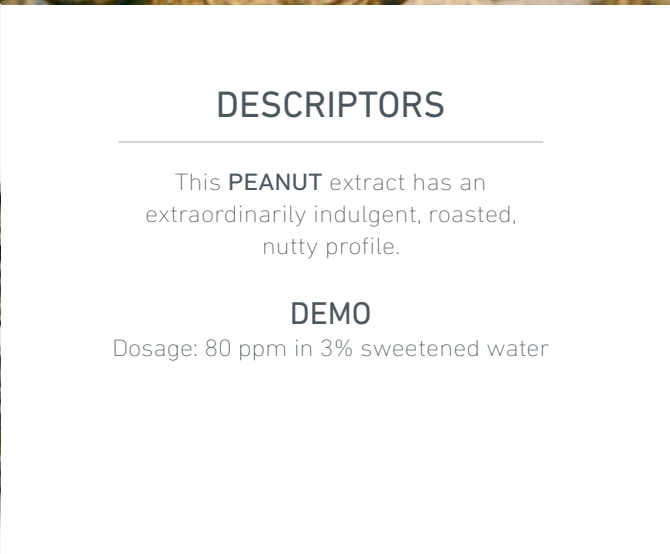 DESCRIPTORS
This PEANUT extract has an
extraordinarily indulgent, roasted,
nutty profile.
DEMO
Dosage: 80 ppm in 3% sweetened water